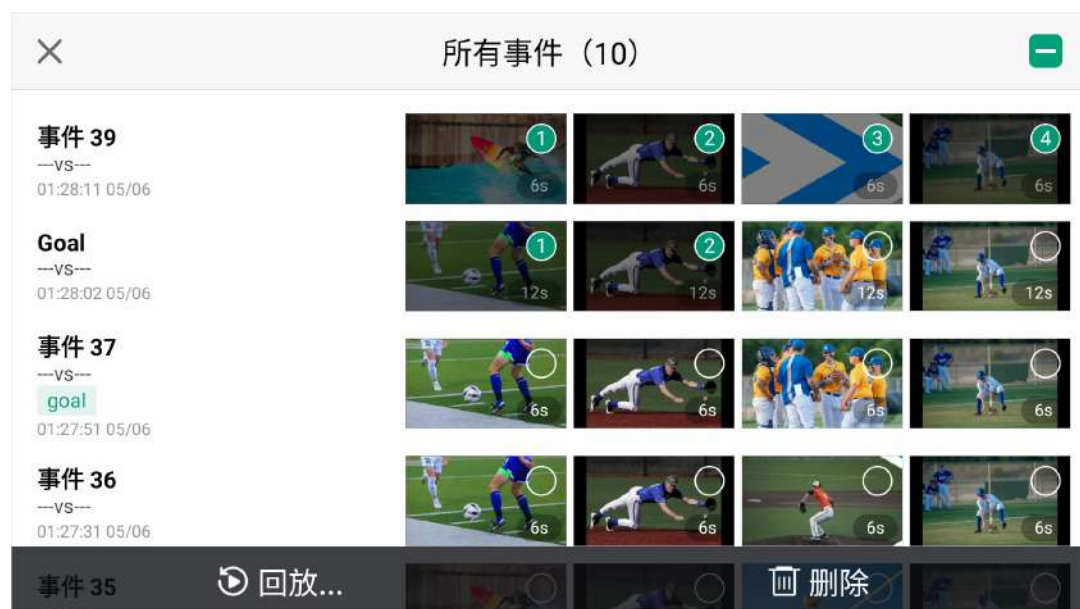 所有事件（10）
事件 39
---vs---
01:28:11 05/06
1
6s
2
6s
3
6s
4
6s
Goal
---vs---
01:28:02 05/06
1
12s
2
12s
12s
12s
事件 37
---vs---
goal
01:27:51 05/06
6s
6s
6s
6s
事件 36
---vs---
01:27:31 05/06
6s
6s
6s
6s
事件 35
回放...
删除